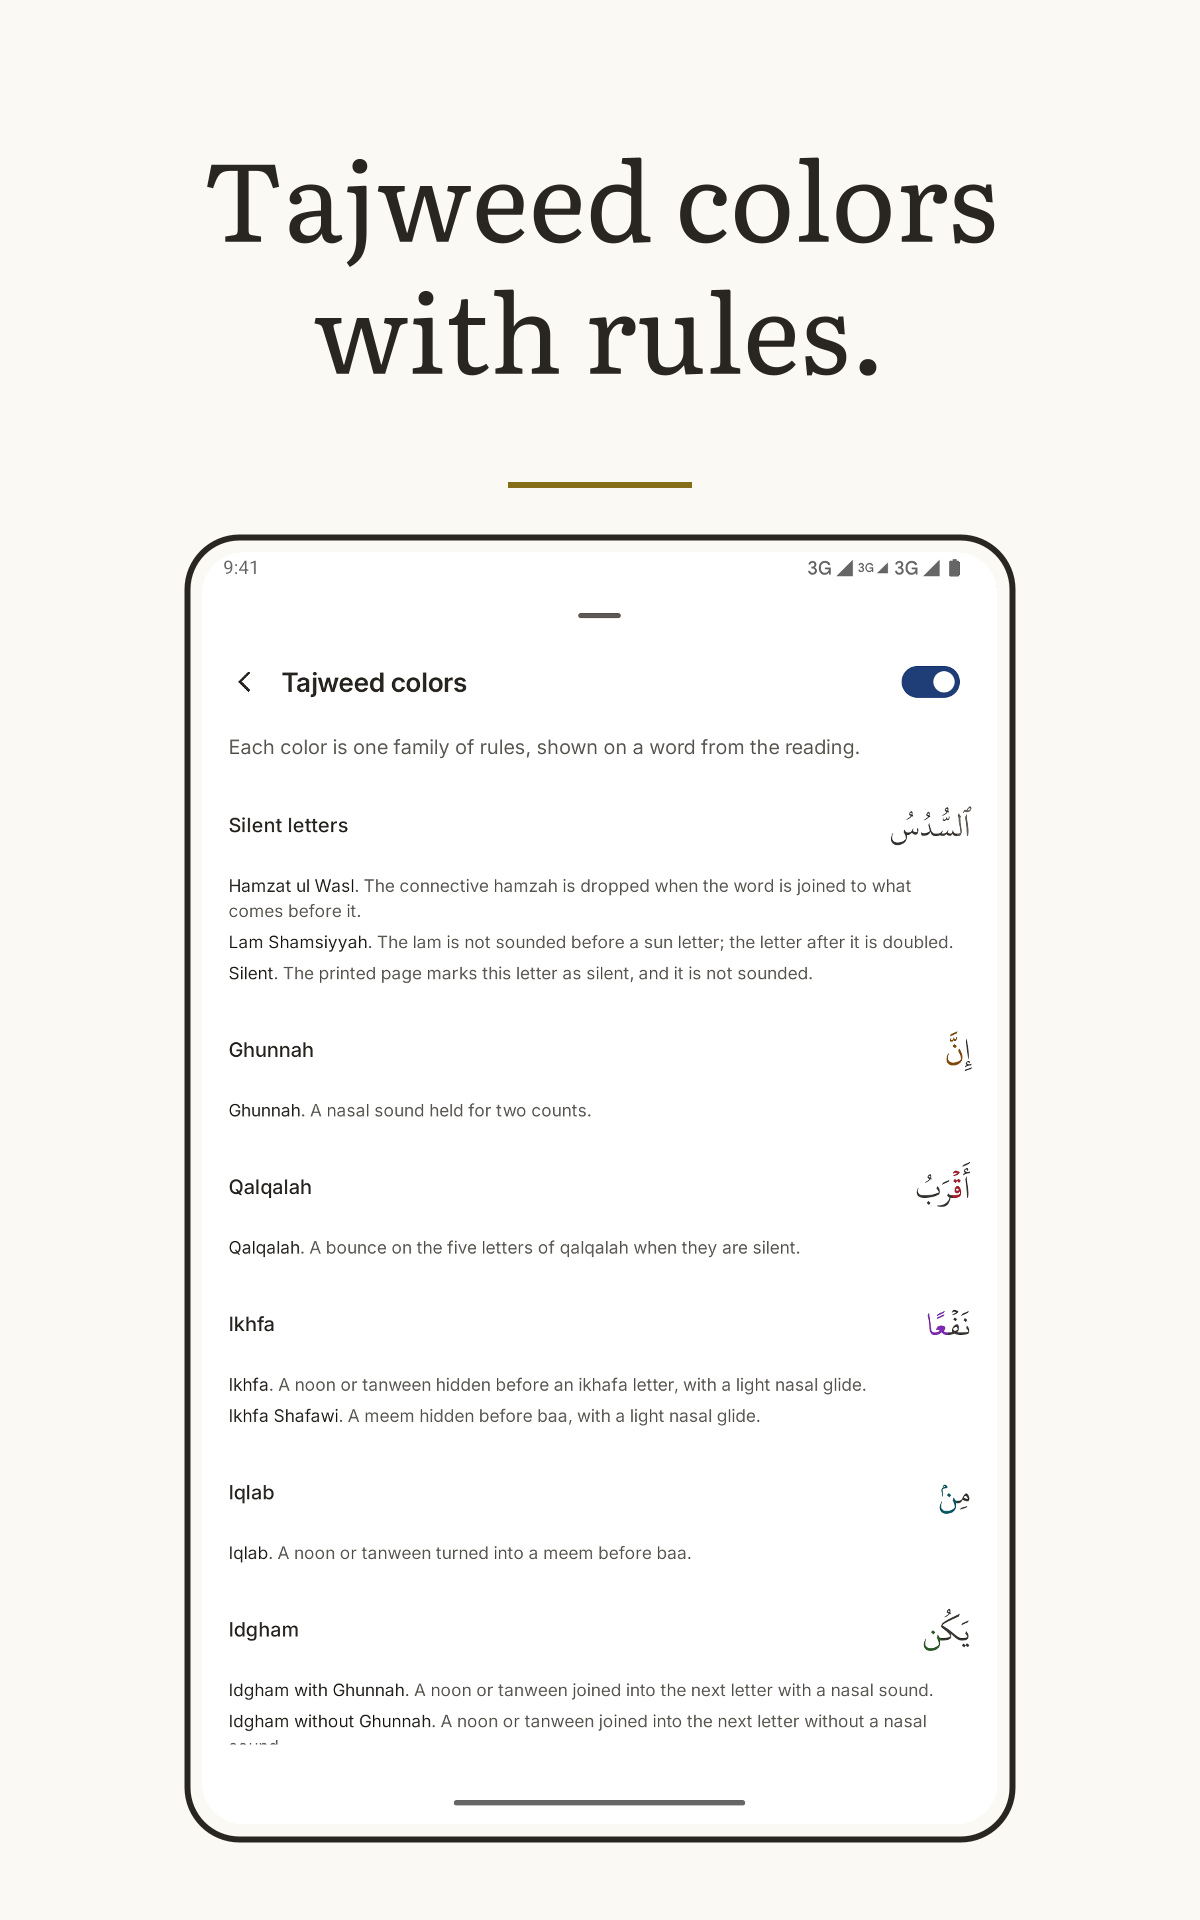 Tajweed colors
with rules.
9:41
3G 3G 3G
Tajweed colors
Each color is one family of rules, shown on a word from the reading.
Silent letters
ٱلسُّدُسُ
Hamzat ul Wasl. The connective hamzah is dropped when the word is joined to what
comes before it.
Lam Shamsiyyah. The lam is not sounded before a sun letter; the letter after it is doubled.
Silent. The printed page marks this letter as silent, and it is not sounded.
Ghunnah
إِنَّ
Ghunnah. A nasal sound held for two counts.
Qalqalah
أَقْرَبُ
Qalqalah. A bounce on the five letters of qalqalah when they are silent.
Ikhfa
نَفْعًا
Ikhfa. A noon or tanween hidden before an ikhafa letter, with a light nasal glide.
Ikhfa Shafawi. A meem hidden before baa, with a light nasal glide.
Iqlab
مِنۢ
Iqlab. A noon or tanween turned into a meem before baa.
Idgham
يَكُن
Idgham with Ghunnah. A noon or tanween joined into the next letter with a nasal sound.
Idgham without Ghunnah. A noon or tanween joined into the next letter without a nasal